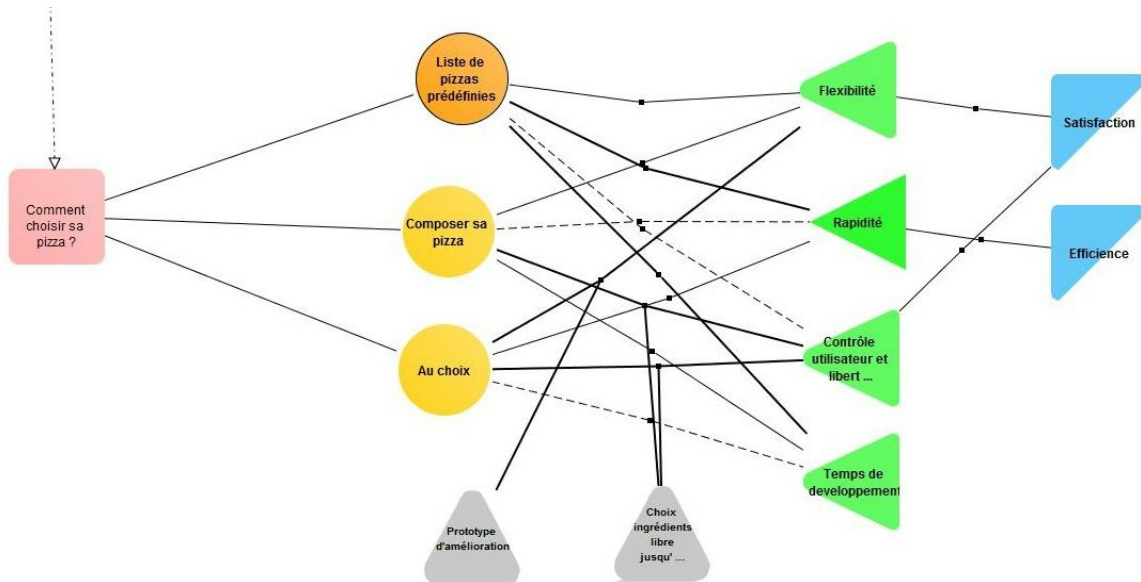 Liste de
pizzas
prédéfinies
Flexibilité
Satisfaction
Comment
choisir sa
pizza ?
Composer sa
pizza
Rapidité
Efficience
Au choix
Contrôle
utilisateur et
libert ...
Temps de
developpement
Prototype
d'amélioration
Choix
ingrédients
libre
jusqu' ...